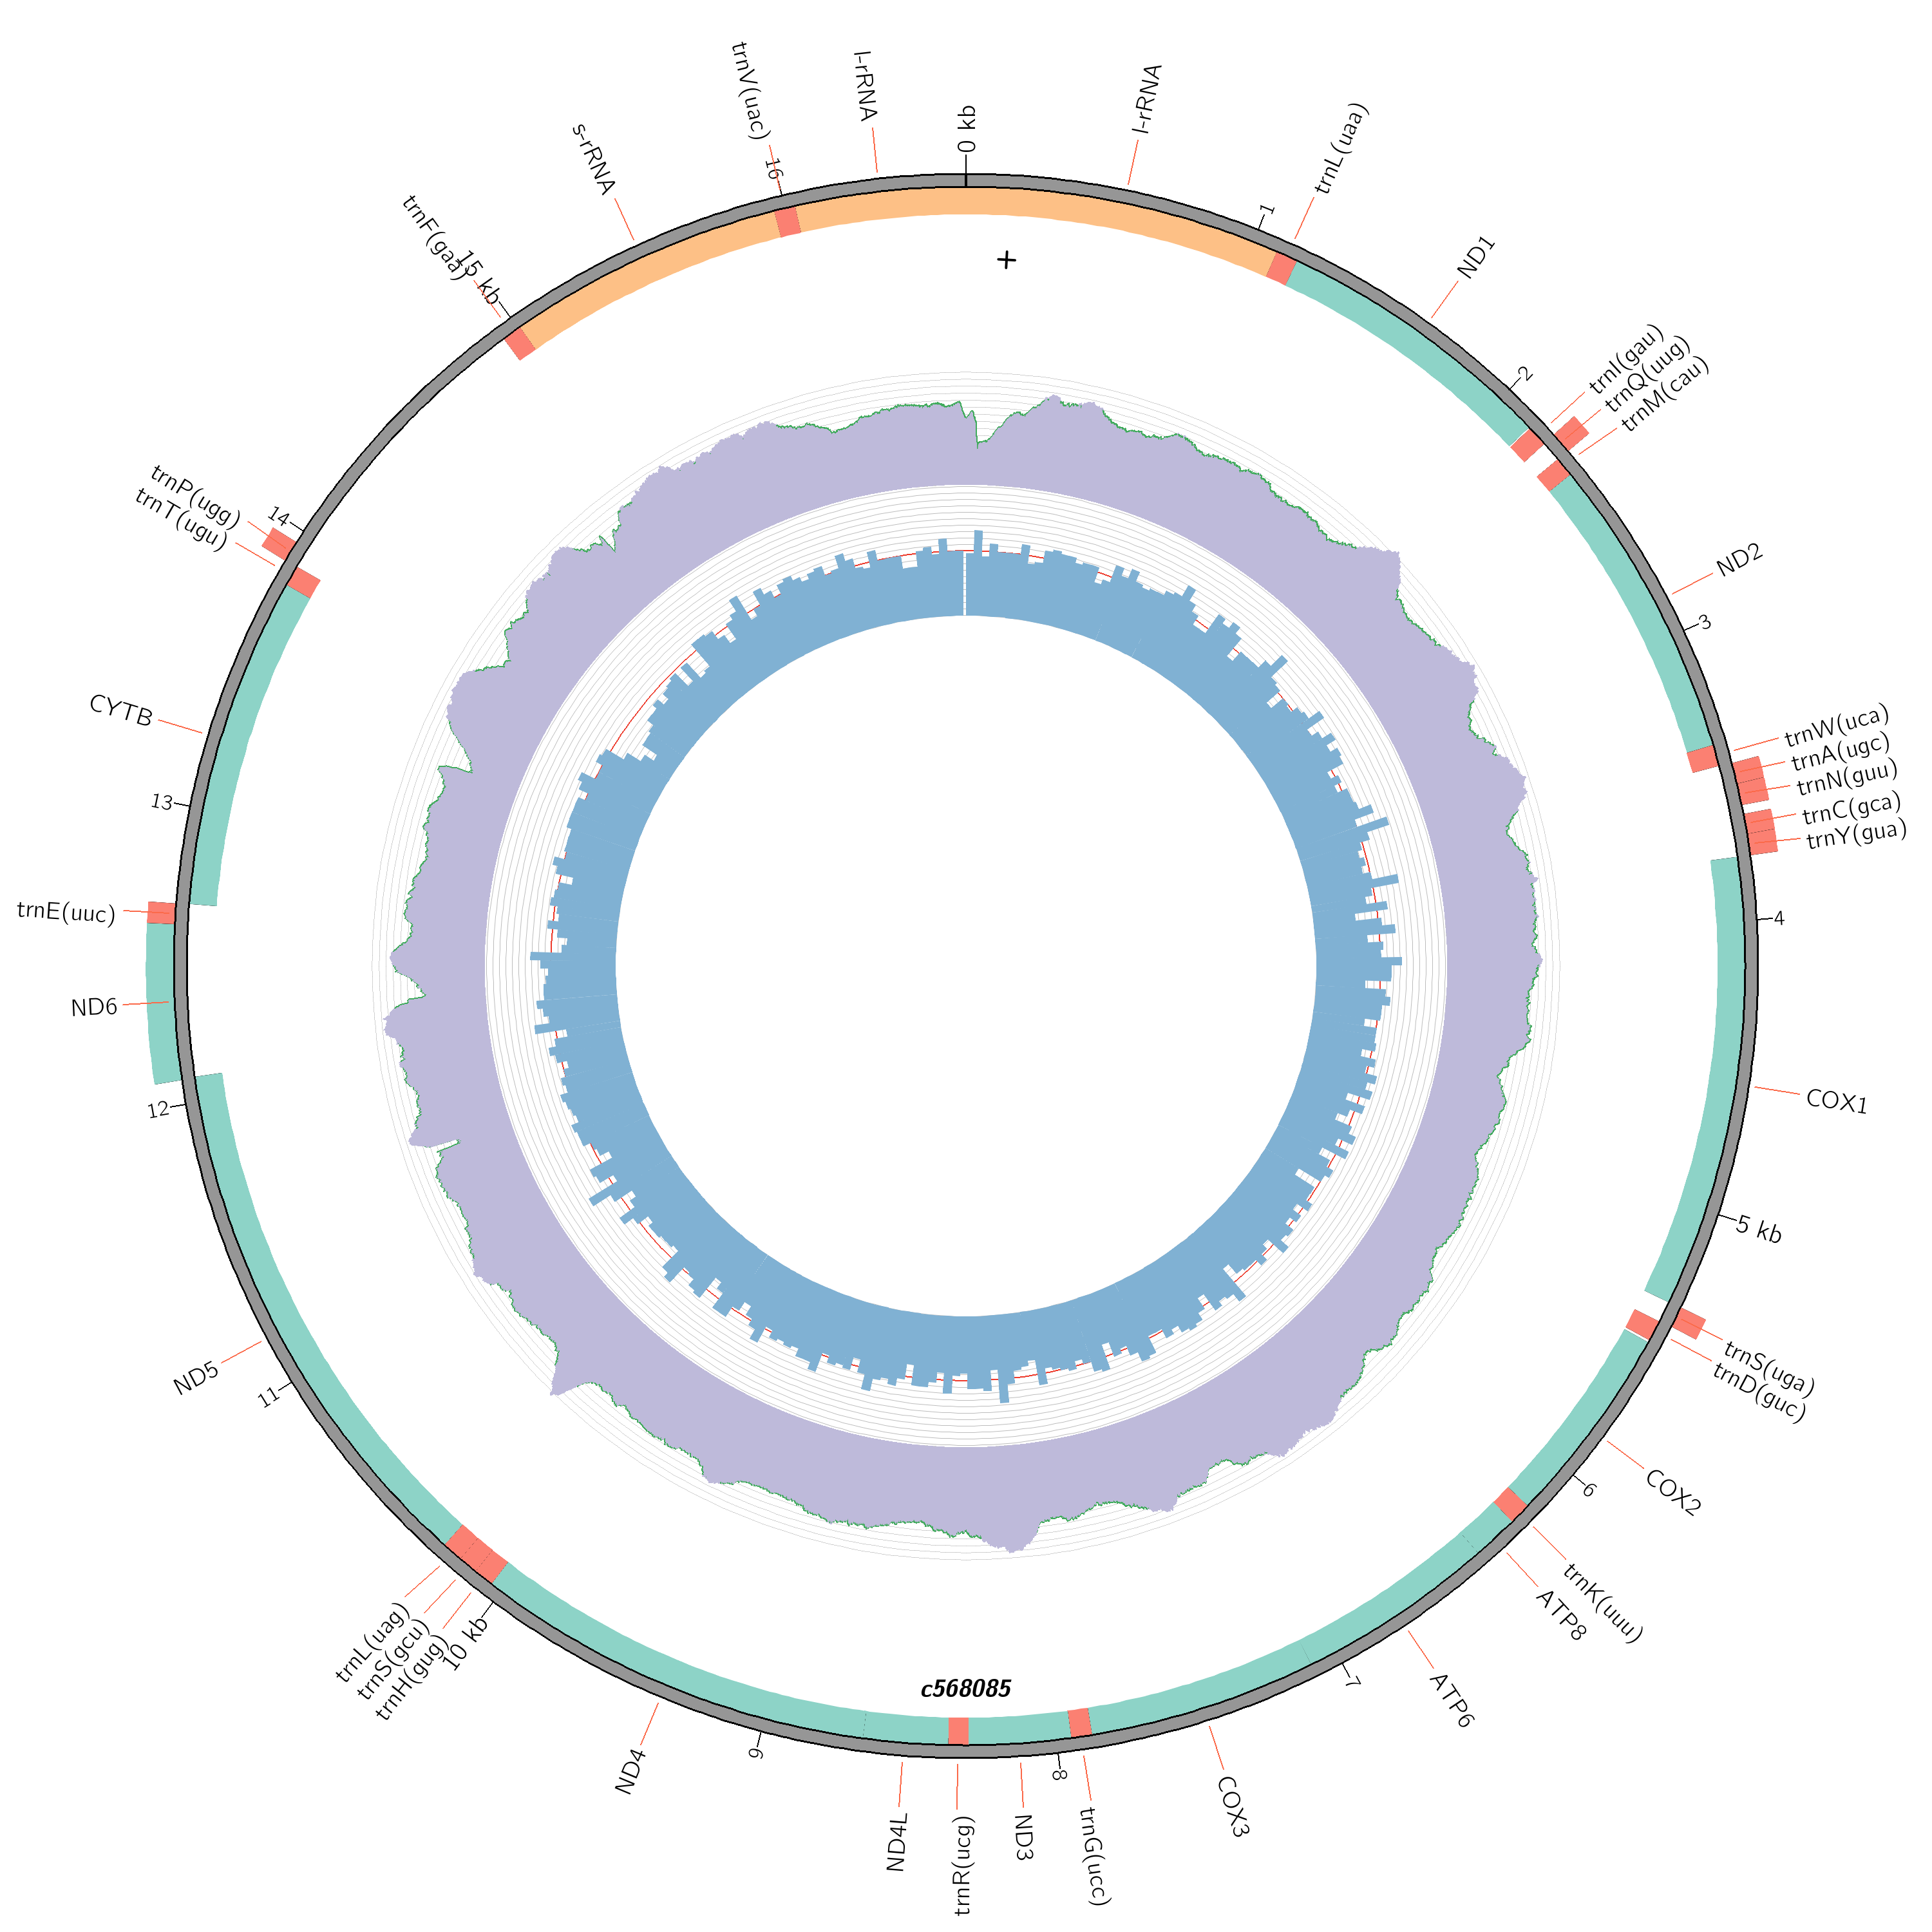 0 kb
l-rRNA
trnL(uaa)
1
ND1
2
trnI(gau)
trnQ(uug)
trnM(cau)
ND2
3
trnW(uca)
trnA(ugc)
trnN(guu)
trnC(gca)
trnY(gua)
4
COX1
5 kb
trnS(uga)
trnD(guc)
COX2
6
trnK(uuu)
ATP8
ATP6
7
COX3
trnG(ucc)
8
ND3
trnR(ucg)
ND4L
9
ND4
10 kb
trnH(gug)
trnS(gcu)
trnL(uag)
11
ND5
12
ND6
trnE(uuc)
13
CYTB
trnT(ugu)
trnP(ugg)
14
15 kb
trnF(gaa)
s-rRNA
16
trnV(uac)
l-rRNA
+
c568085